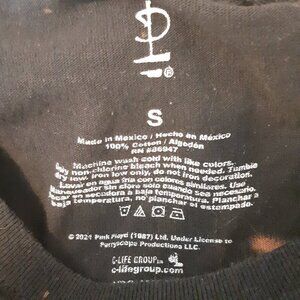 ®
S
Made in Mexico / Hecho en México
100% Cotton / Algodón
RN #86947
Machine wash cold with like colors.
only non-chlorine bleach when needed. Tumble
dry low. Iron low only, do not iron decoration.
Lavar en agua fría con colores similares. Use
blanqueador sin cloro solo cuando sea necesario.
secar en secadora a baja temperatura. Planchar a
baja temperatura, no planchar el estampado.
© 2021 Pink Floyd (1987) Ltd. Under License to
Perryscope Productions LLC.
C-LIFE GROUP
c-lifegroup.com